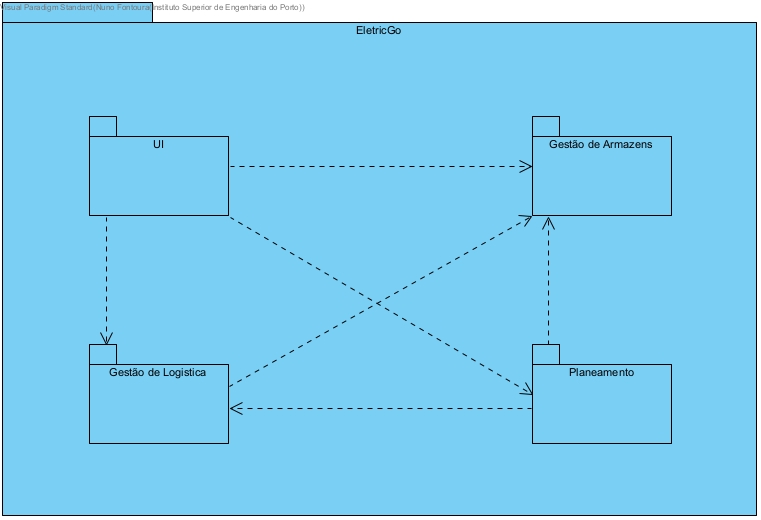 Visual Paradigm Standard(Nuno Fontoura(Instituto Superior de Engenharia do Porto))
EletricGo
UI
Gestão de Armazens
Gestão de Logistica
Planeamento